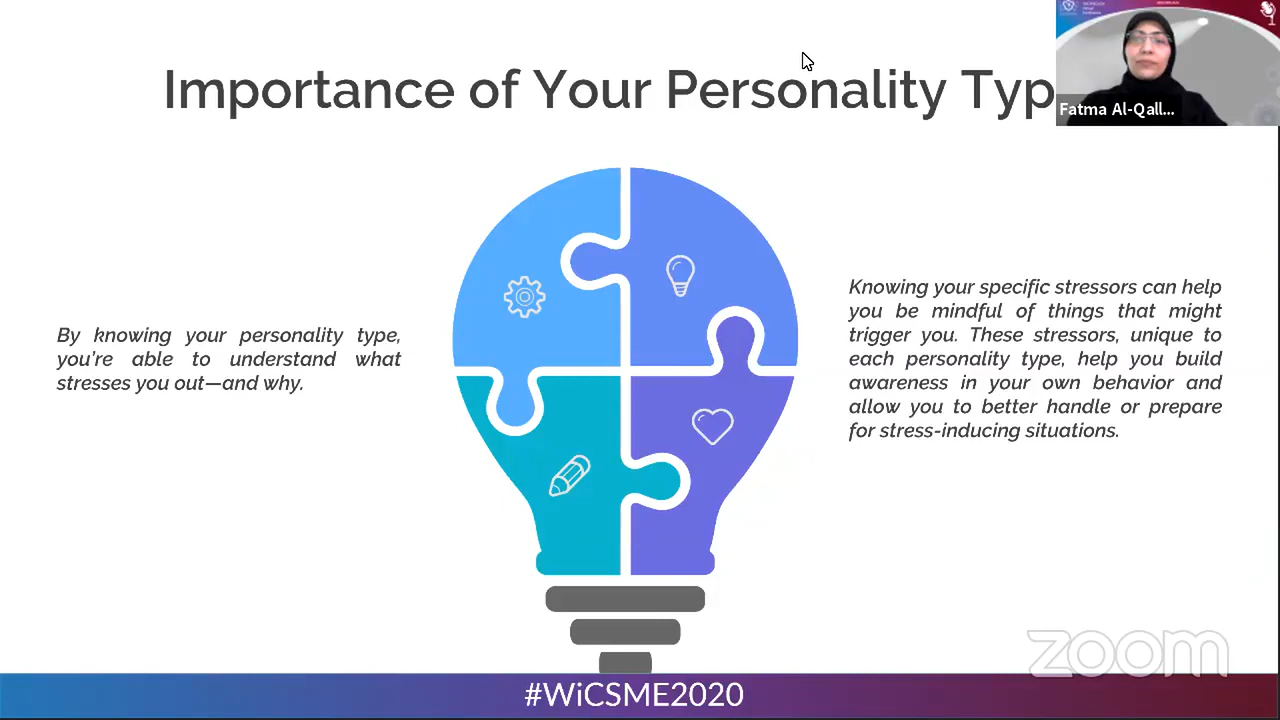 Importance of Your Personality Typ
Fatma Al-Qall...
By knowing your personality type,
you're able to understand what
stresses you out—and why.
Knowing your specific stressors can help
you be mindful of things that might
trigger you. These stressors, unique to
each personality type, help you build
awareness in your own behavior and
allow you to better handle or prepare
for stress-inducing situations.
zoom
#WiCSME2020